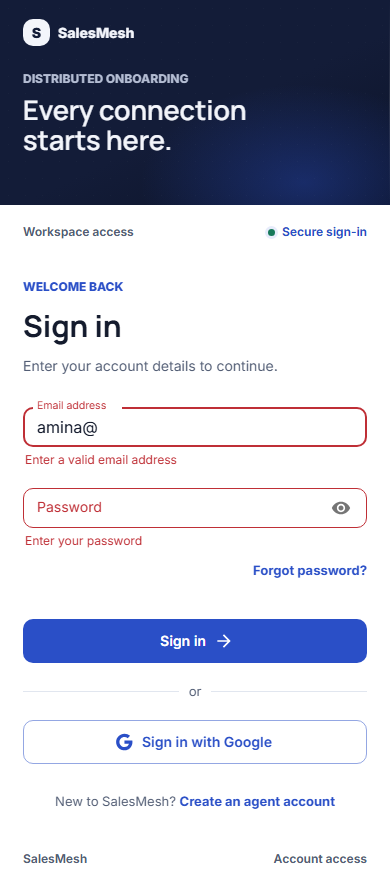 S SalesMesh
DISTRIBUTED ONBOARDING
Every connection
starts here.
Workspace access
Secure sign-in
WELCOME BACK
Sign in
Enter your account details to continue.
Email address
amina@
Enter a valid email address
Password
Enter your password
Forgot password?
Sign in
or
G Sign in with Google
New to SalesMesh? Create an agent account
SalesMesh
Account access